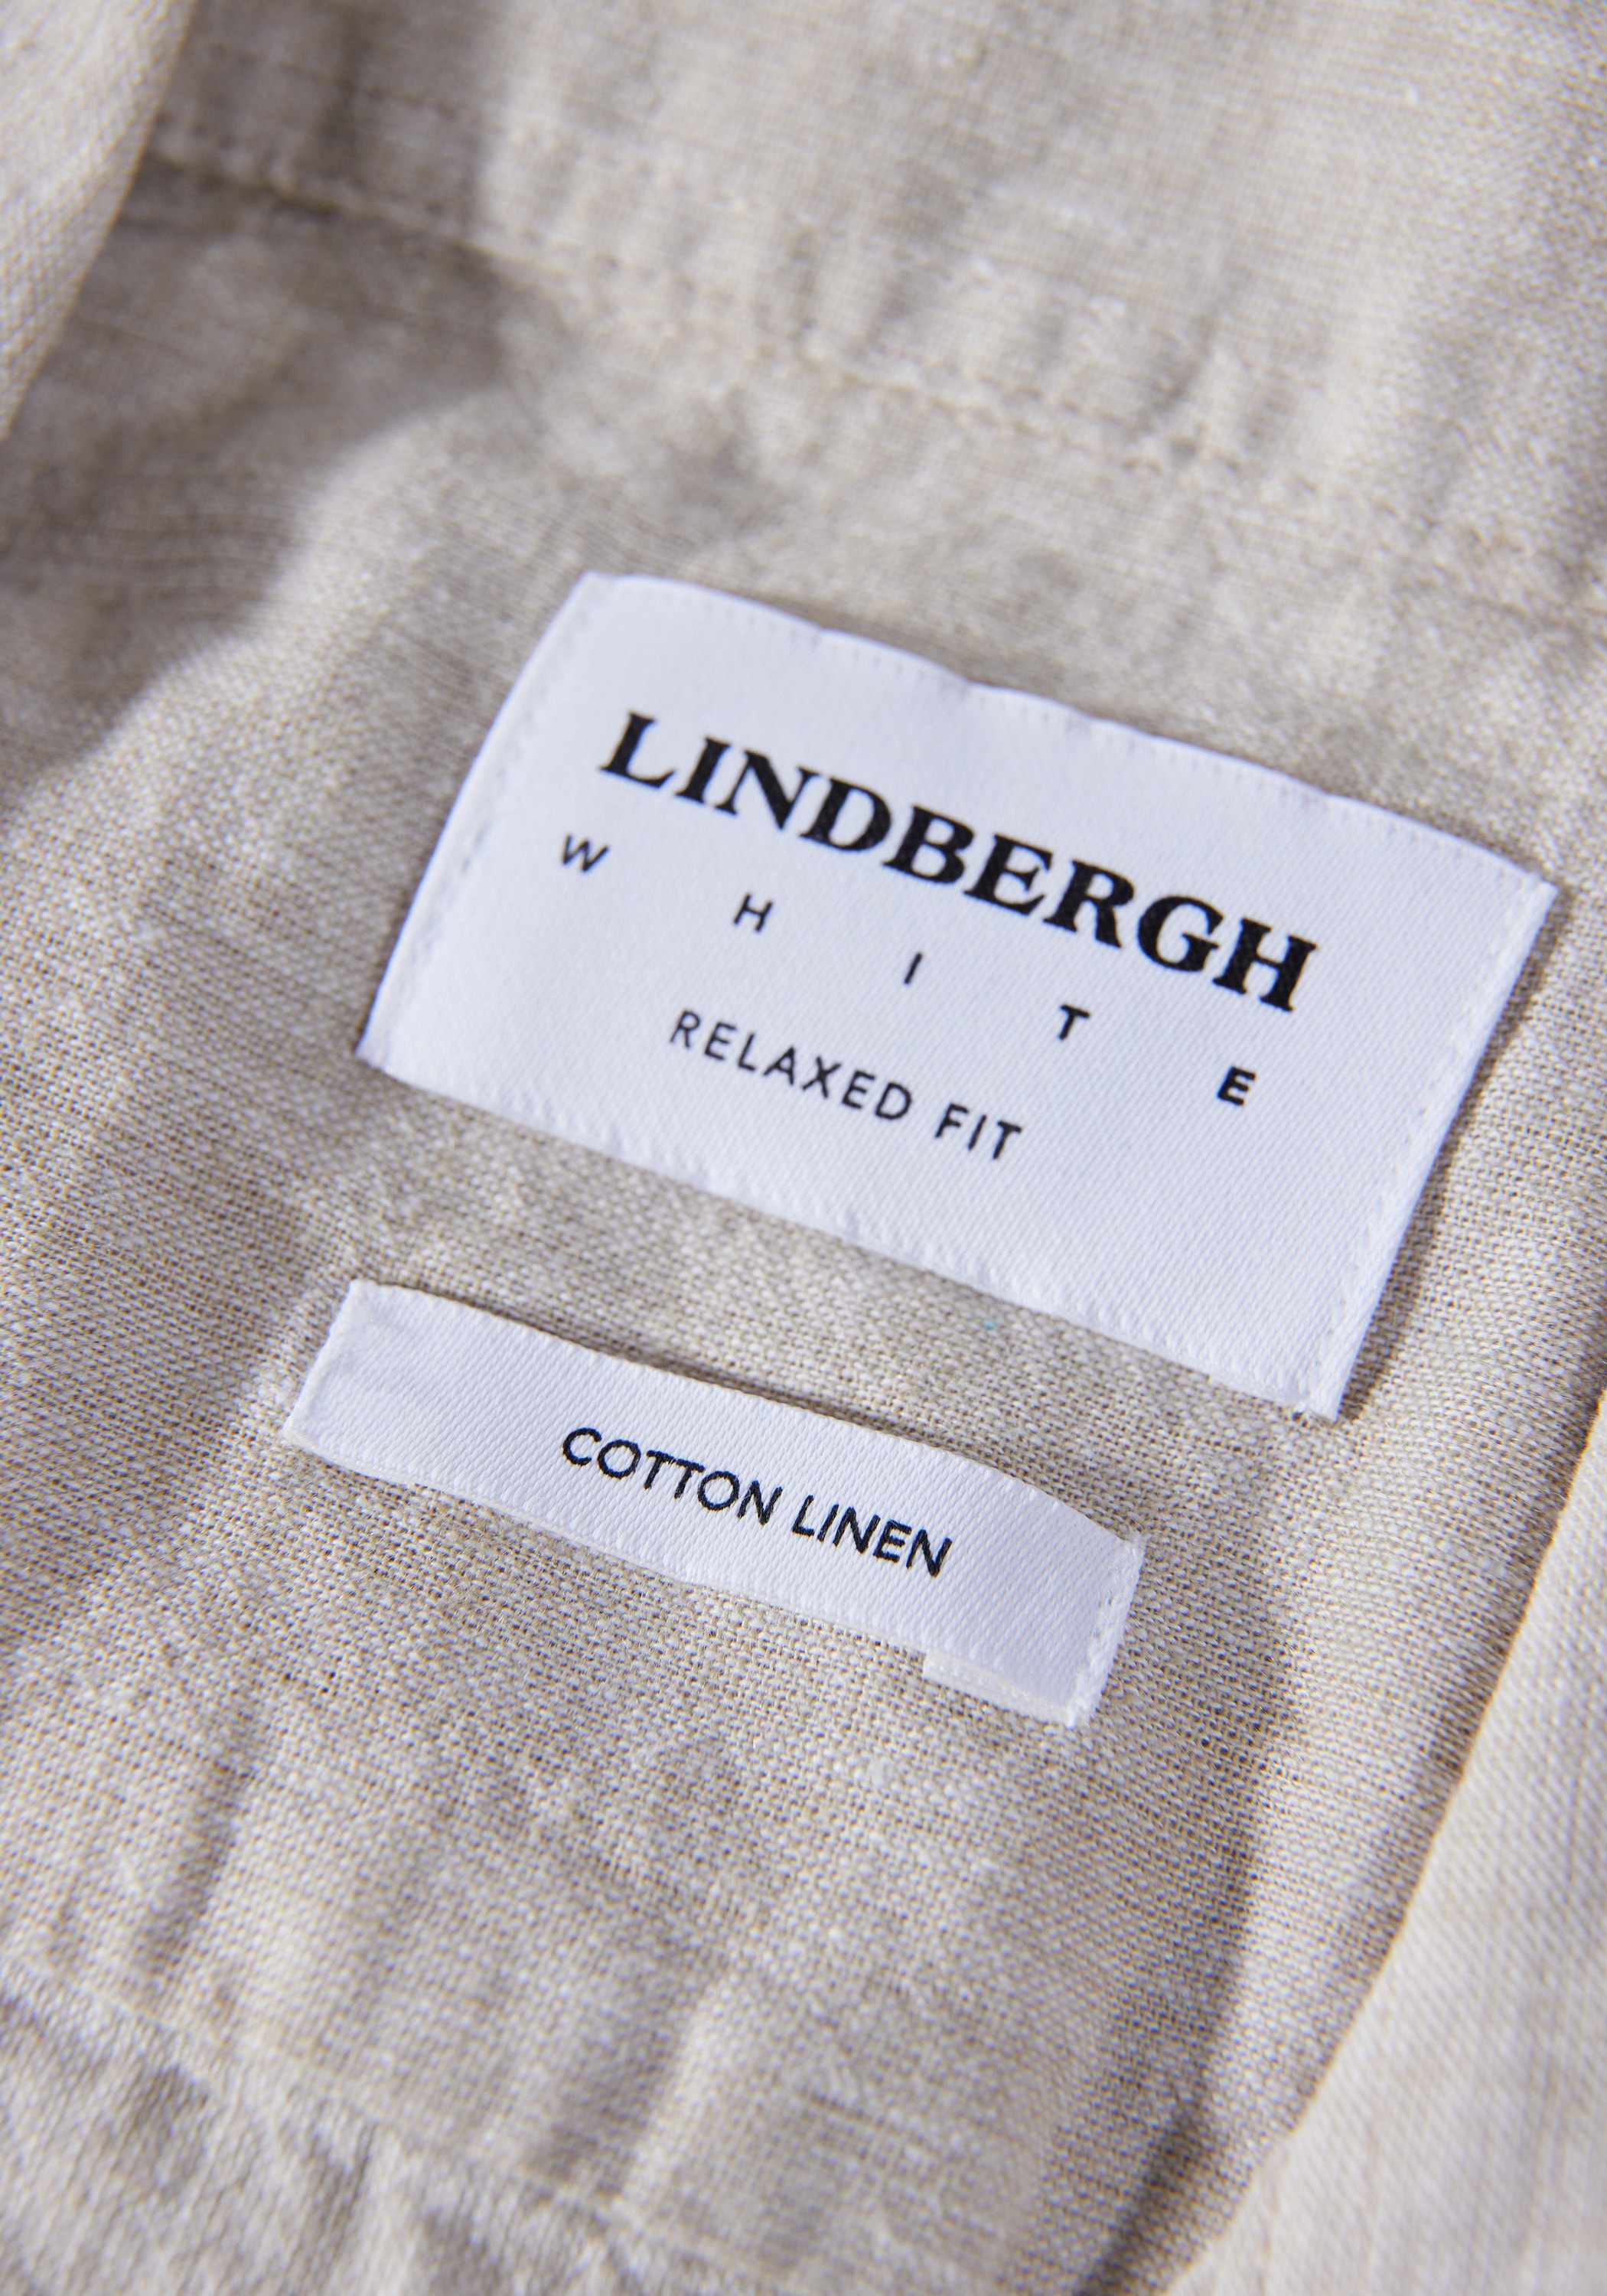 LINDBERGH
WHITE
RELAXED FIT
COTTON LINEN